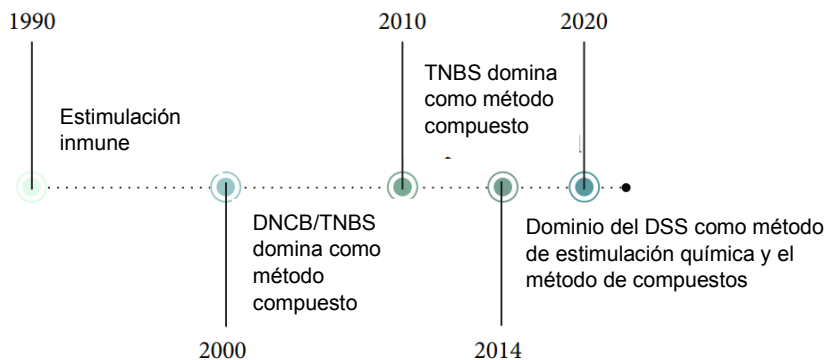 1990
2010
2020
Estimulación
inmune
TNBS domina
como método
compuesto
DNCB/TNBS
domina como
método
compuesto
Dominio del DSS como método
de estimulación química y el
método de compuestos
2000
2014